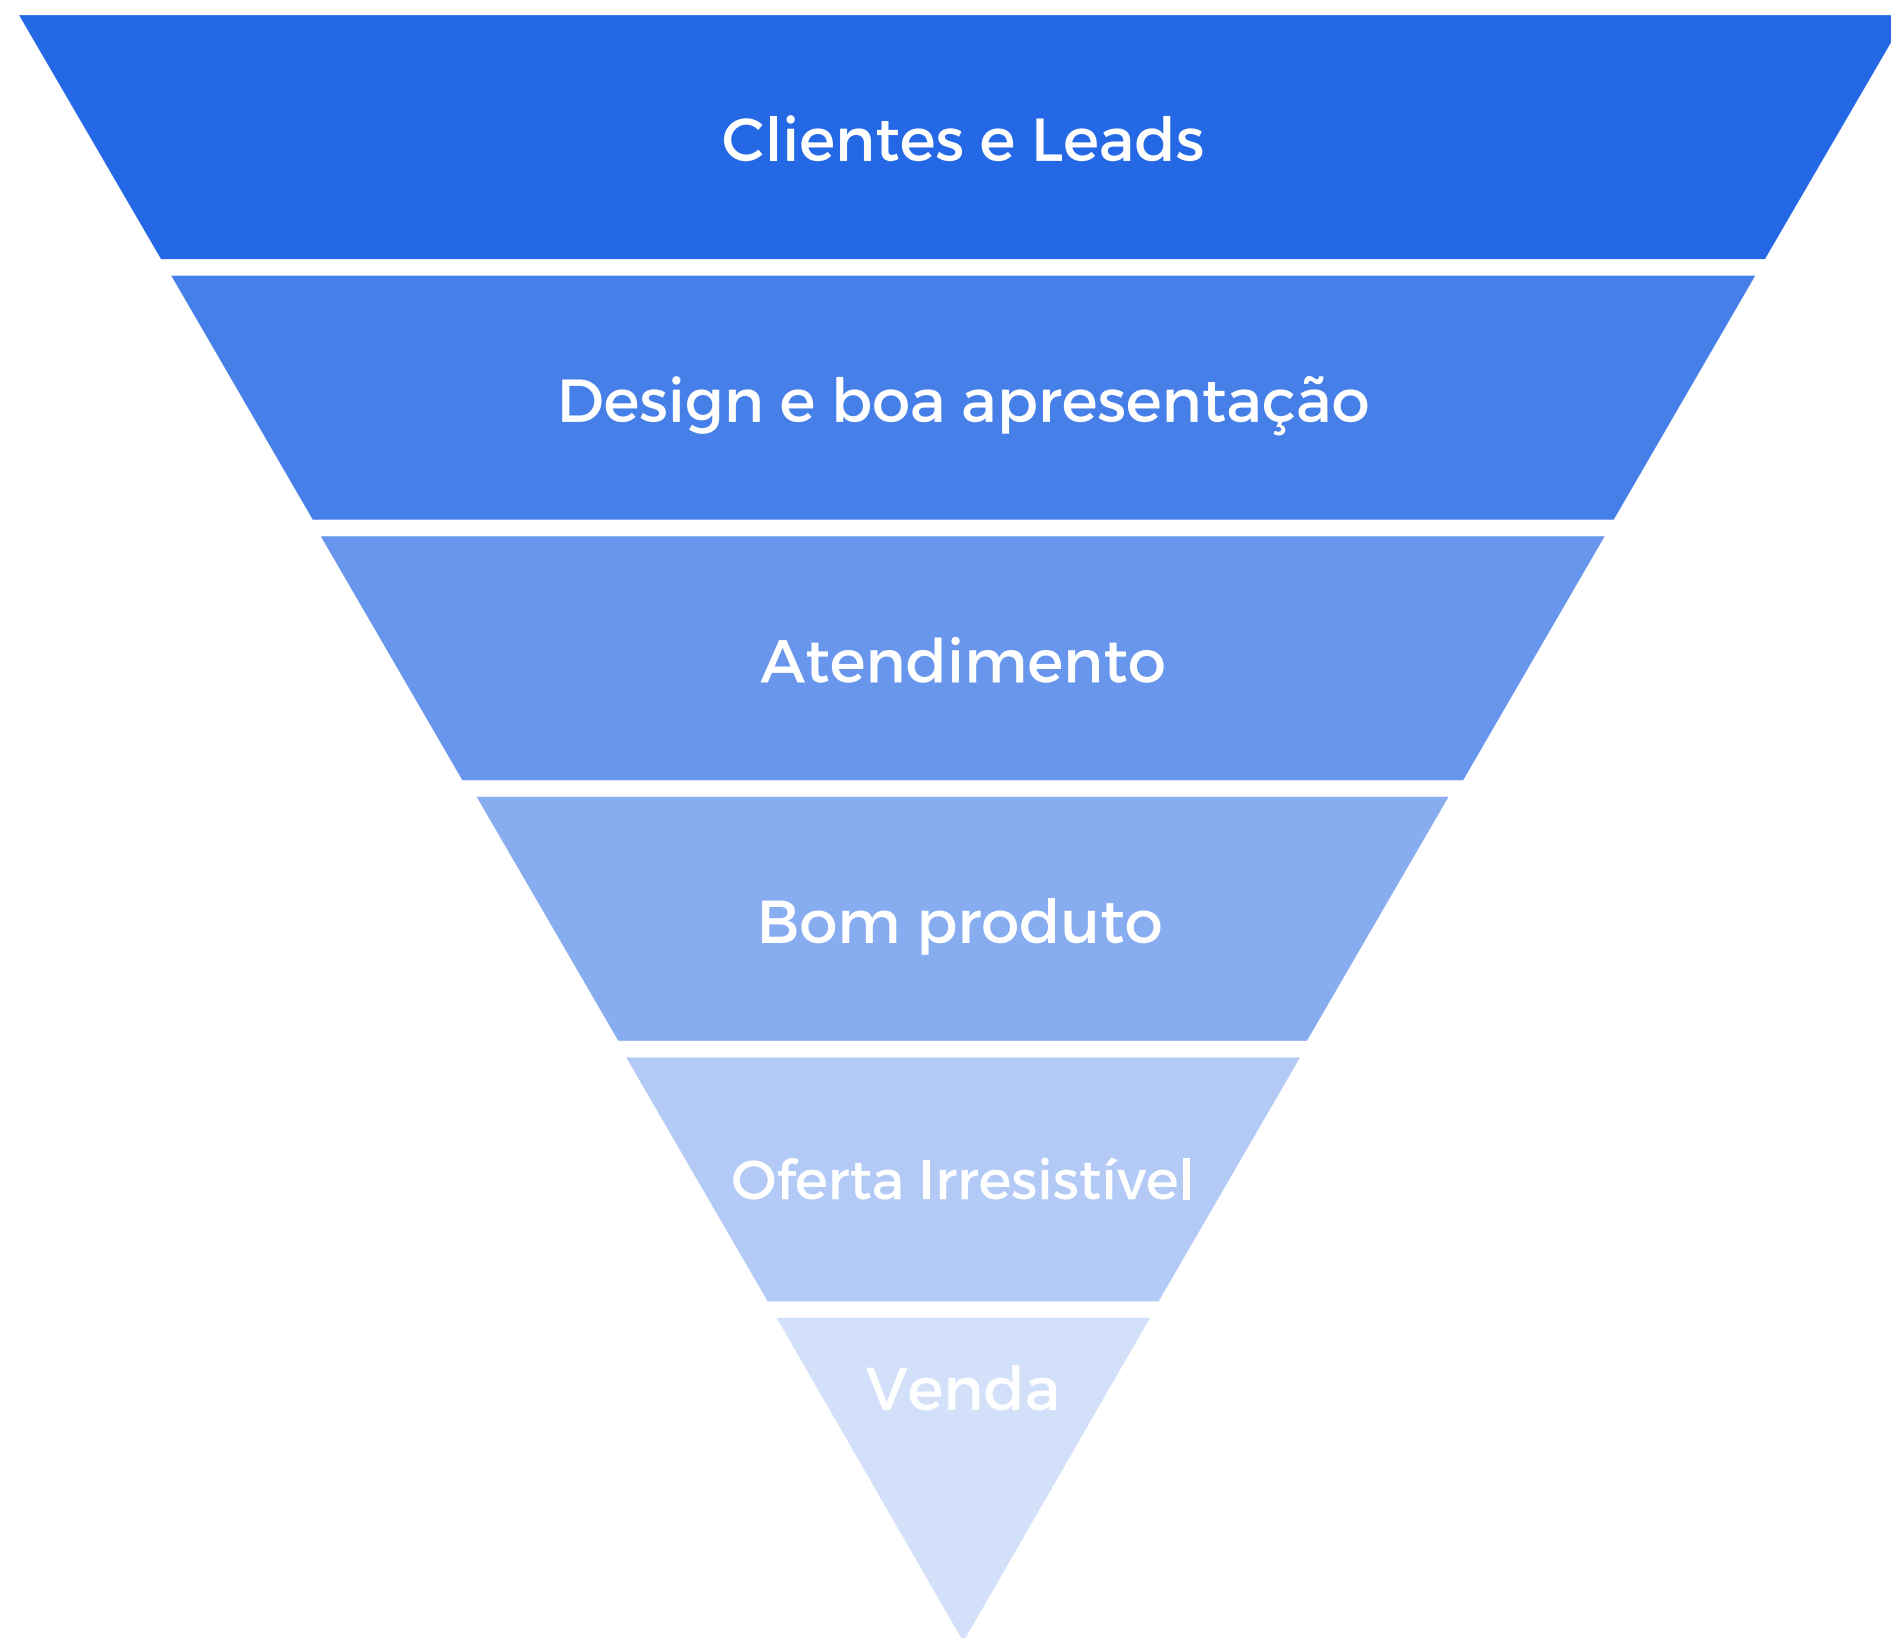 Clientes e Leads
Design e boa apresentação
Atendimento
Bom produto
Oferta Irresistível
Venda